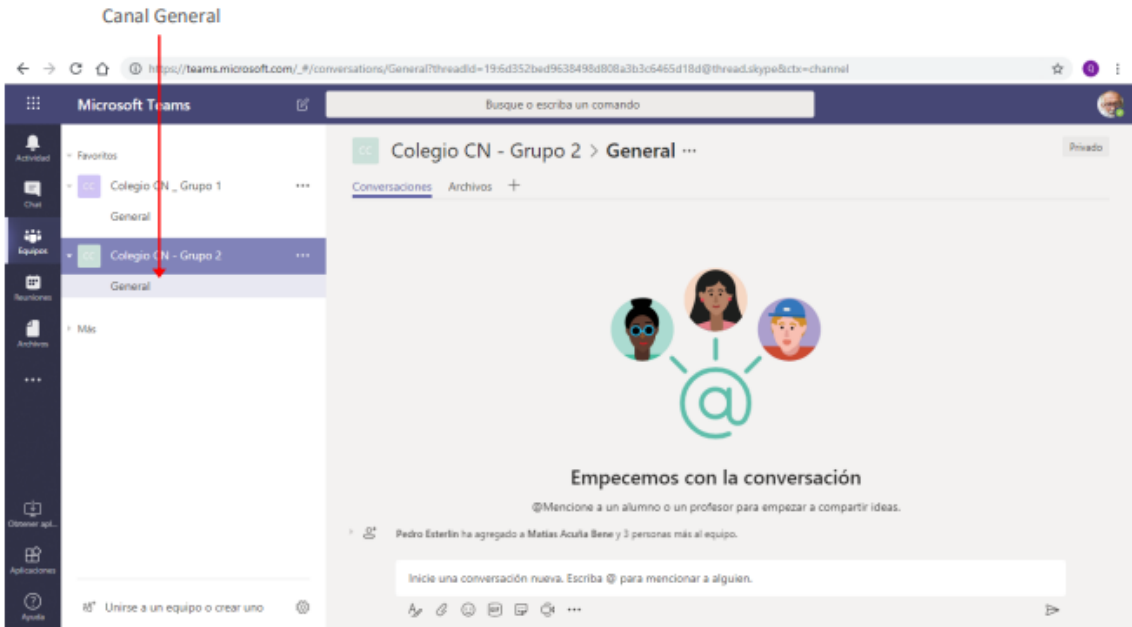 Canal General
https://teams.microsoft.com/_#/conversations/General?threadId=19:6d352bed9638498d808a3b3c6465d18d@thread.skype&ctx=channel
Q
Microsoft Teams
Busque o escriba un comando
Actividad
Chat
Equipos
Reuniones
Archivos
Obtener apl...
Aplicaciones
Ayuda
Favoritos
CC Colegio CN _ Grupo 1
General
CC Colegio CN - Grupo 2
General
Más
Unirse a un equipo o crear uno
CC Colegio CN - Grupo 2 > General
Privado
Conversaciones Archivos
@
Empecemos con la conversación
@Mencione a un alumno o un profesor para empezar a compartir ideas.
Pedro Esterlin ha agregado a Matías Acuña Bene y 3 personas más al equipo.
Inicie una conversación nueva. Escriba @ para mencionar a alguien.
GIF